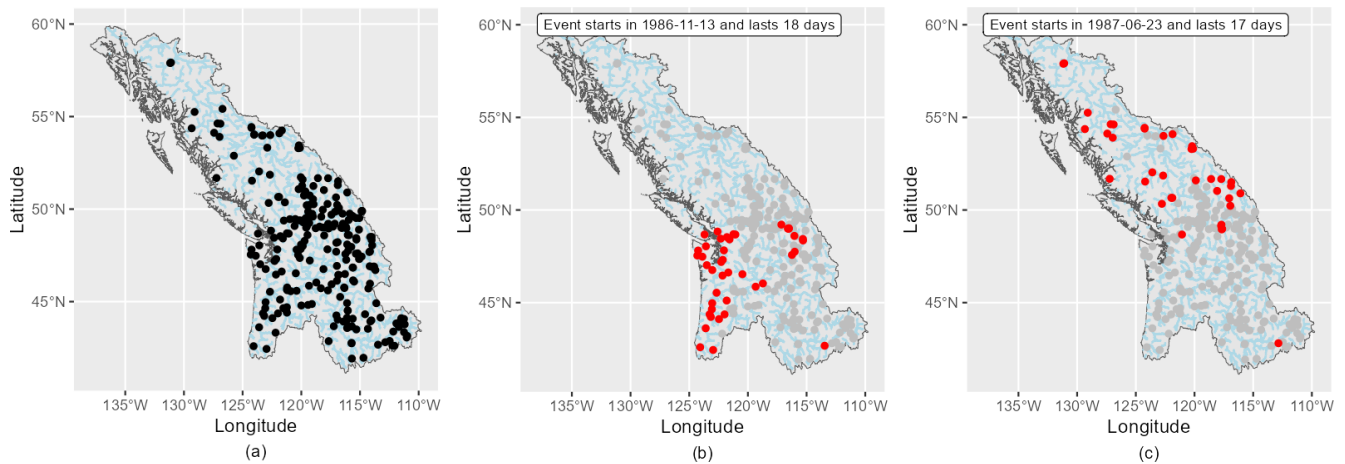 Event starts in 1986-11-13 and lasts 18 days
Event starts in 1987-06-23 and lasts 17 days
60°N
55°N
50°N
45°N
Latitude
135°W 130°W 125°W 120°W 115°W 110°W
Longitude
(a)
60°N
55°N
50°N
45°N
Latitude
135°W 130°W 125°W 120°W 115°W 110°W
Longitude
(b)
60°N
55°N
50°N
45°N
Latitude
135°W 130°W 125°W 120°W 115°W 110°W
Longitude
(c)